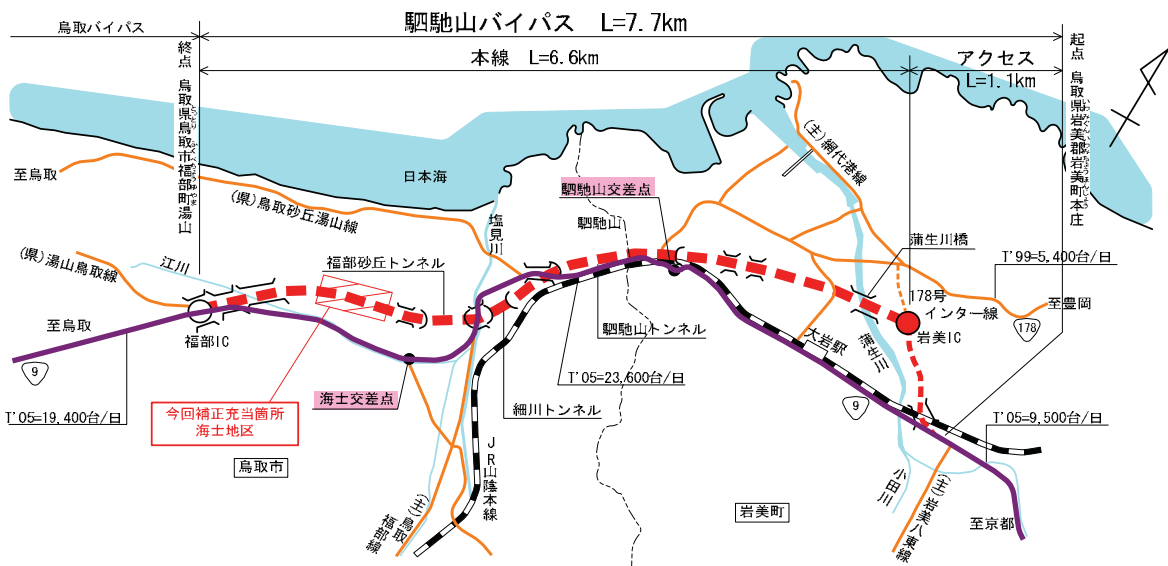 鳥取バイパス
駟馳山バイパス L=7.7km
本線 L=6.6km
アクセス
L=1.1km
終点 鳥取県鳥取市福部町湯山
起点 鳥取県岩美郡岩美町本庄
至鳥取
日本海
(県)鳥取砂丘湯山線
塩見川
駟馳山交差点
駟馳山
(主)網代港線
蒲生川橋
T'99=5,400台/日
(県)湯山鳥取線
江川
福部砂丘トンネル
178号
インター線
至豊岡
178
至鳥取
福部IC
駟馳山トンネル
大岩駅
蒲生川
岩美IC
9
海士交差点
T'05=23,600台/日
9
T'05=19,400台/日
今回補正充当箇所
海士地区
細川トンネル
T'05=9,500台/日
鳥取市
JR山陰本線
(主)鳥取
福部線
岩美町
小田川
(主)岩美八東線
至京都